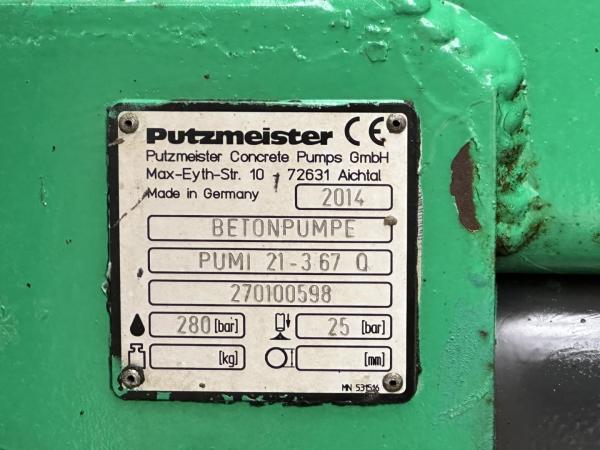 Putzmeister CE
Putzmeister Concrete Pumps GmbH
Max-Eyth-Str. 10 72631 Aichtal
Made in Germany 2014
BETONPUMPE
PUMI 21-3.67 Q
270100598
280 [bar] 25 [bar]
[kg] [mm]
MN 531516